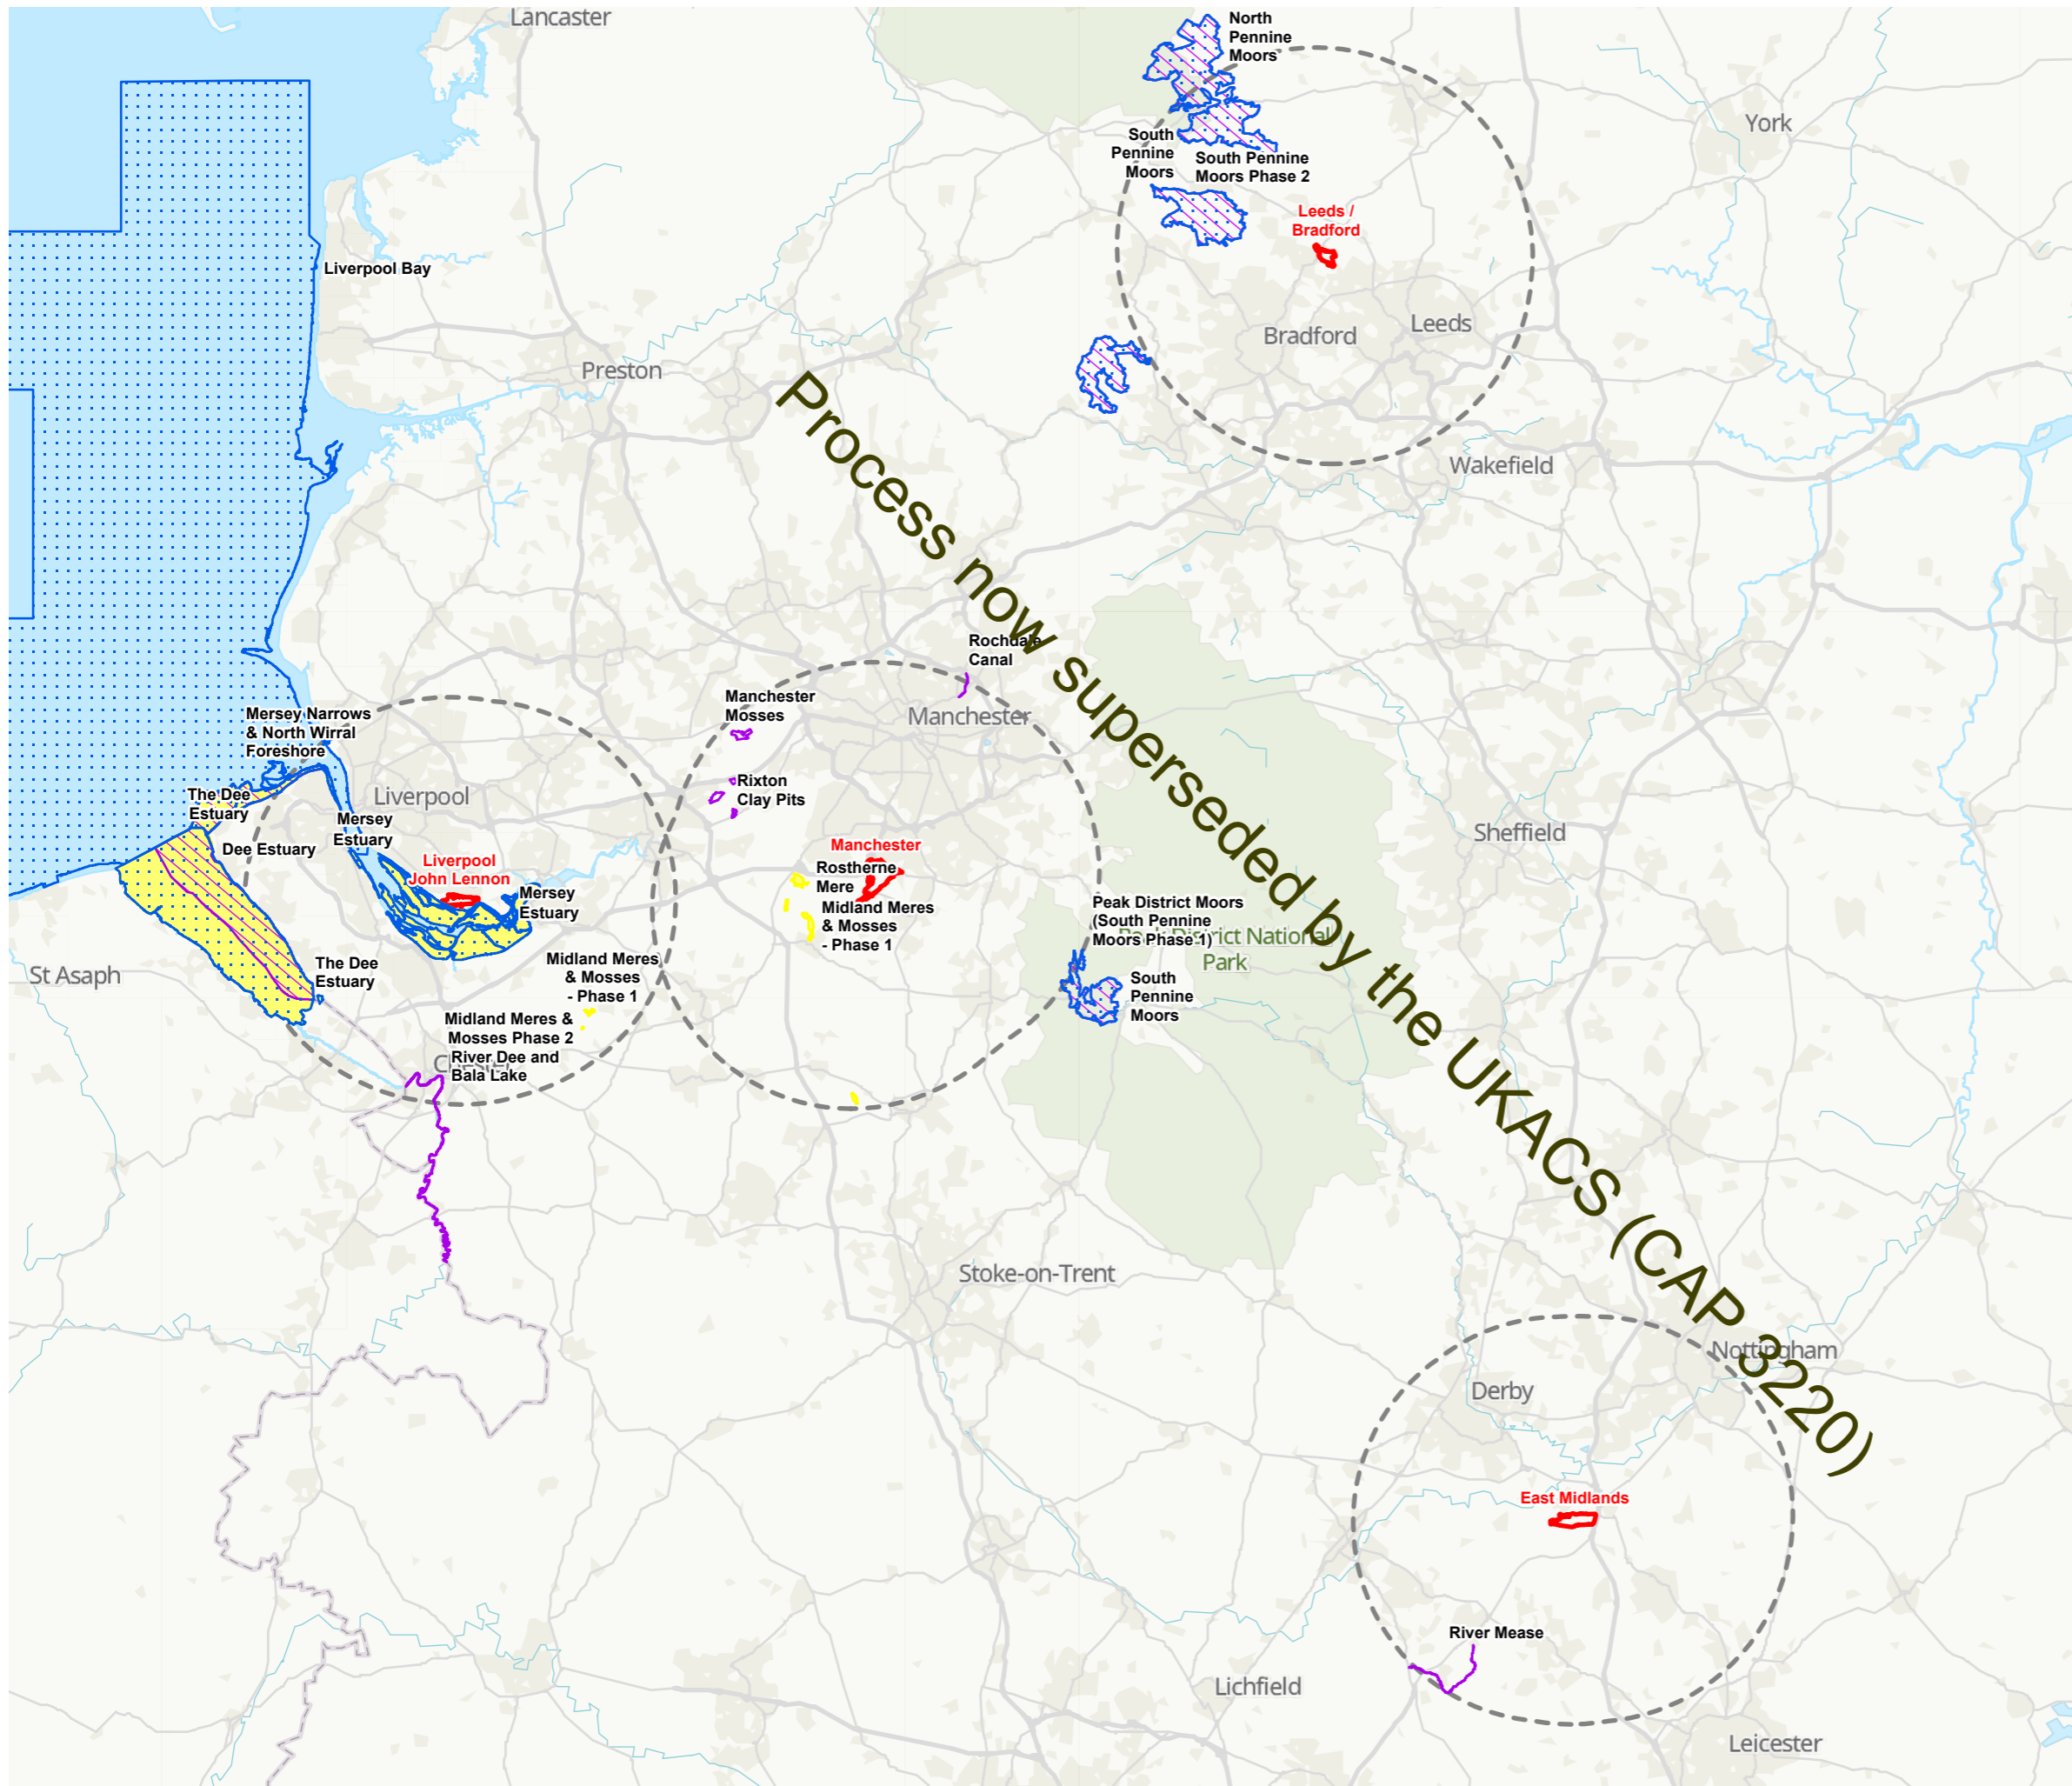 Lancaster
North
Pennine
Moors
York
South
Pennine
Moors
South Pennine
Moors Phase 2
Leeds /
Bradford
Liverpool Bay
Bradford
Leeds
Preston
Wakefield
Process now superseded by the UKACS (CAP 3220)
Rochdale
Canal
Manchester
Mosses
Manchester
Mersey Narrows
& North Wirral
Foreshore
Rixton
Clay Pits
The Dee
Estuary
Liverpool
Mersey
Estuary
Sheffield
Dee Estuary
Manchester
Liverpool
John Lennon
Rostherne
Mere
Mersey
Estuary
Midland Meres
& Mosses
- Phase 1
Peak District Moors
(South Pennine
Moors Phase 1)
Peak District National
Park
St Asaph
The Dee
Estuary
Midland Meres
& Mosses
- Phase 1
South
Pennine
Moors
Midland Meres &
Mosses Phase 2
River Dee and
Bala Lake
Stoke-on-Trent
Nottingham
Derby
East Midlands
River Mease
Lichfield
Leicester